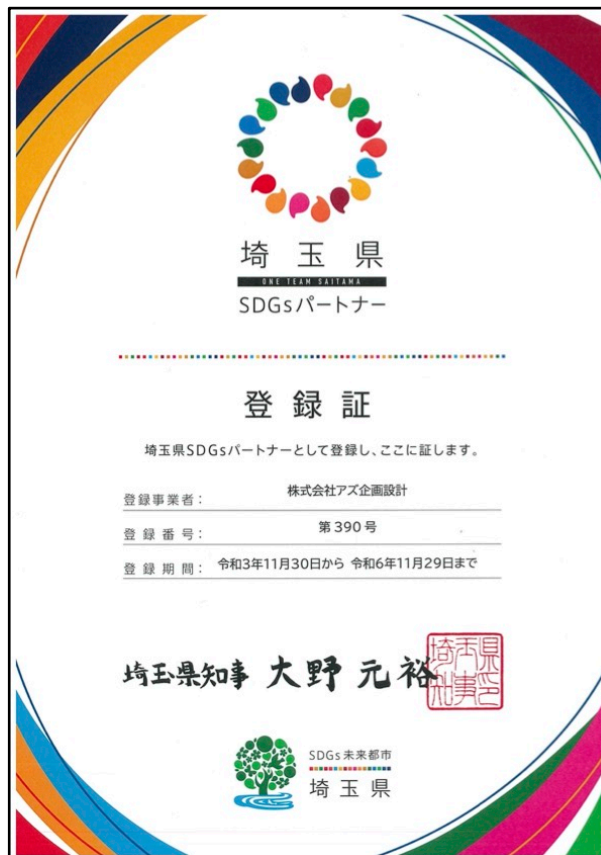 埼玉県
ONE TEAM SAITAMA
SDGsパートナー
登録証
埼玉県SDGsパートナーとして登録し、ここに証します。
登録事業者： 株式会社アズ企画設計
登録番号： 第390号
登録期間： 令和3年11月30日から 令和6年11月29日まで
埼玉県知事 大野元裕
埼玉県知事印
SDGs未来都市
埼玉県